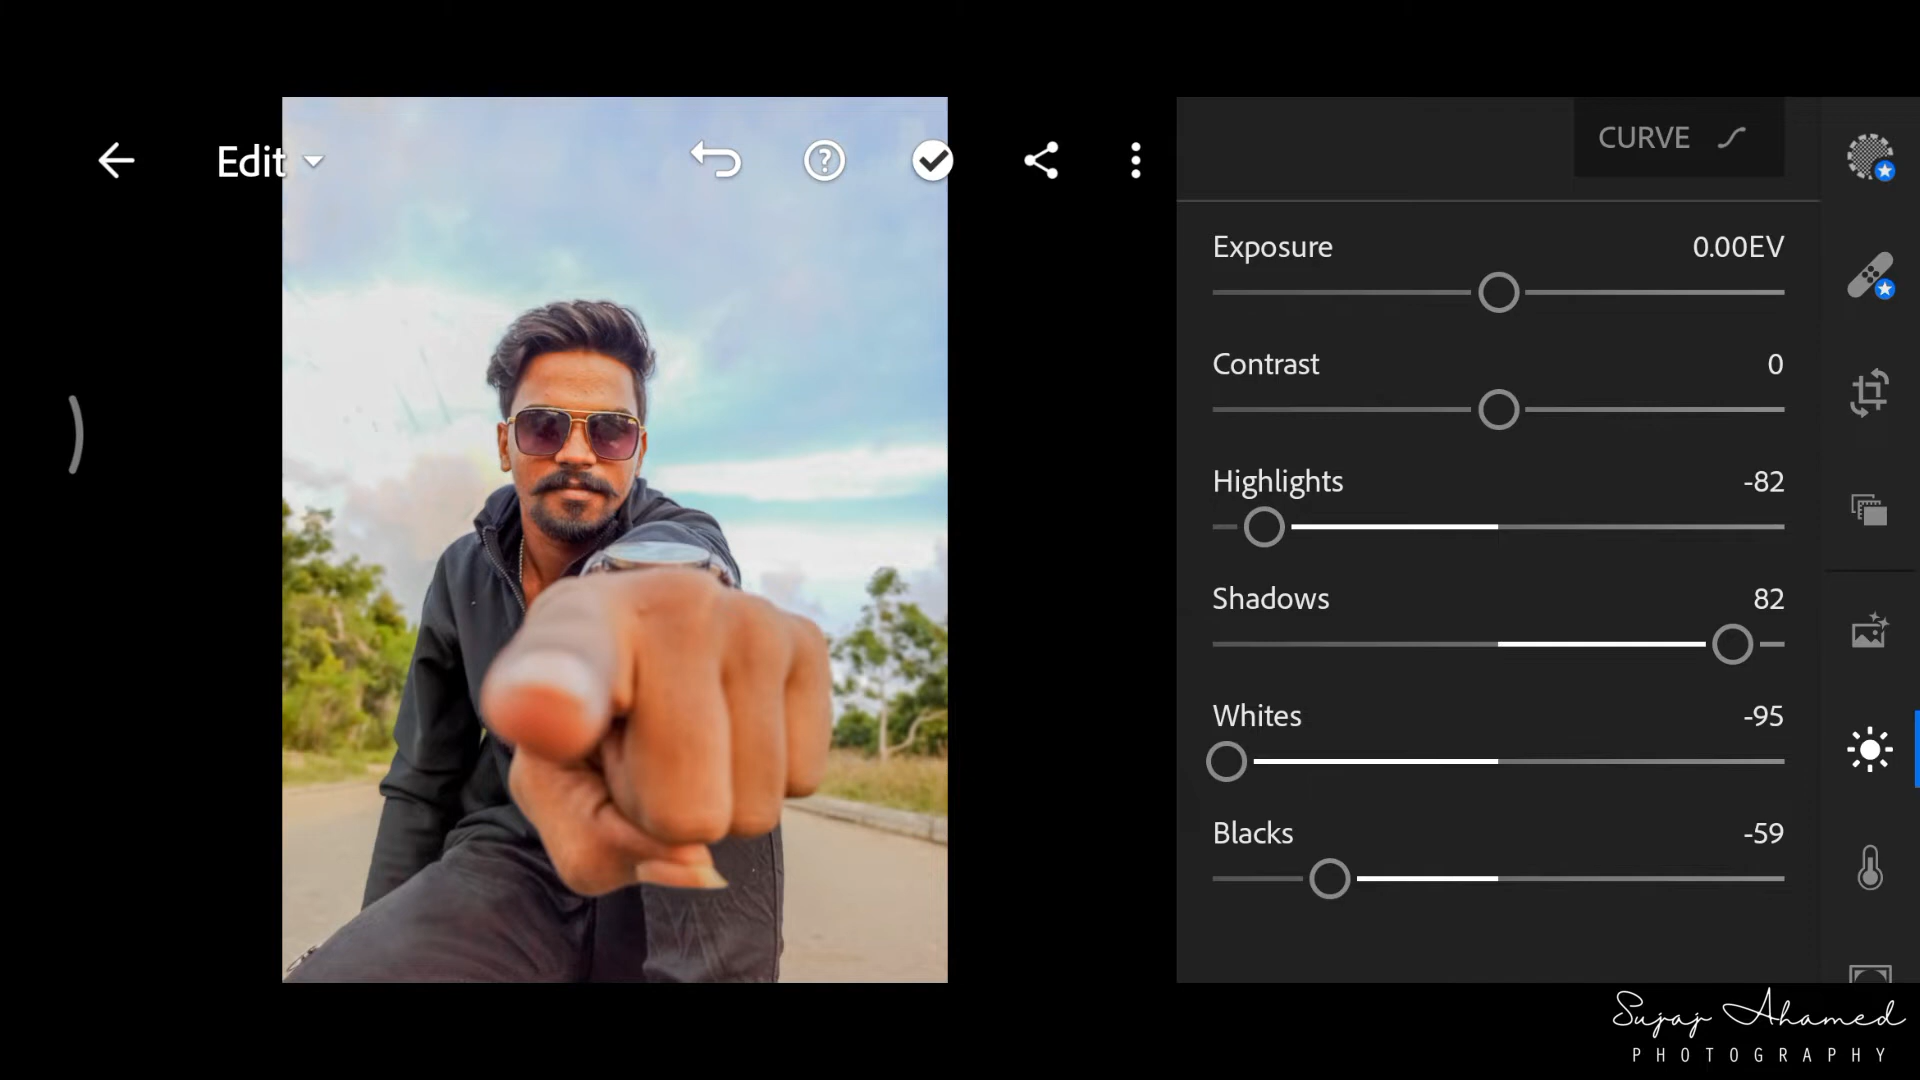 Edit
CURVE
Exposure 0.00EV
Contrast 0
Highlights -82
Shadows 82
Whites -95
Blacks -59
Sujaj Ahamed
PHOTOGRAPHY